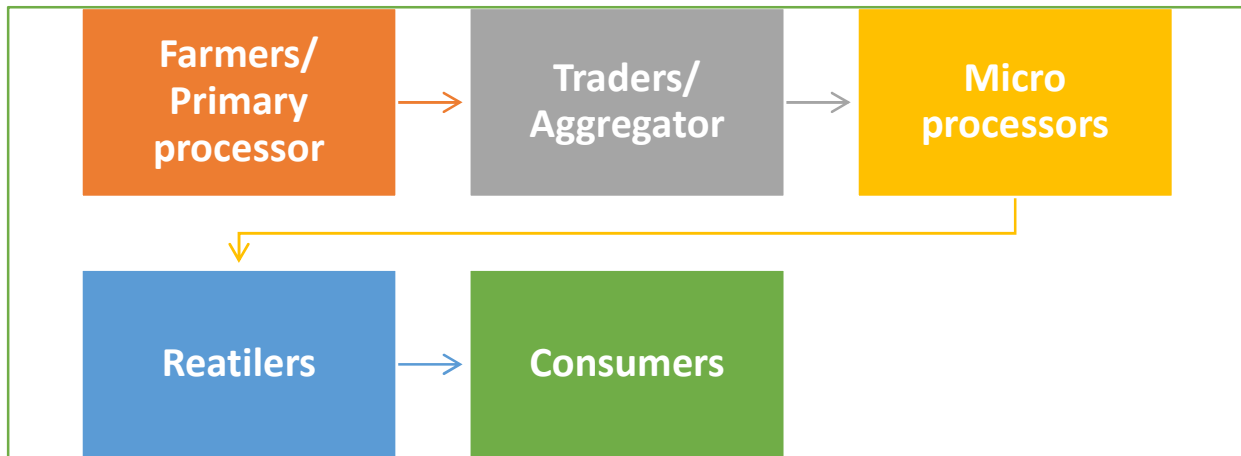 Farmers/
Primary
processor
Traders/
Aggregator
Micro
processors
Reatilers
Consumers